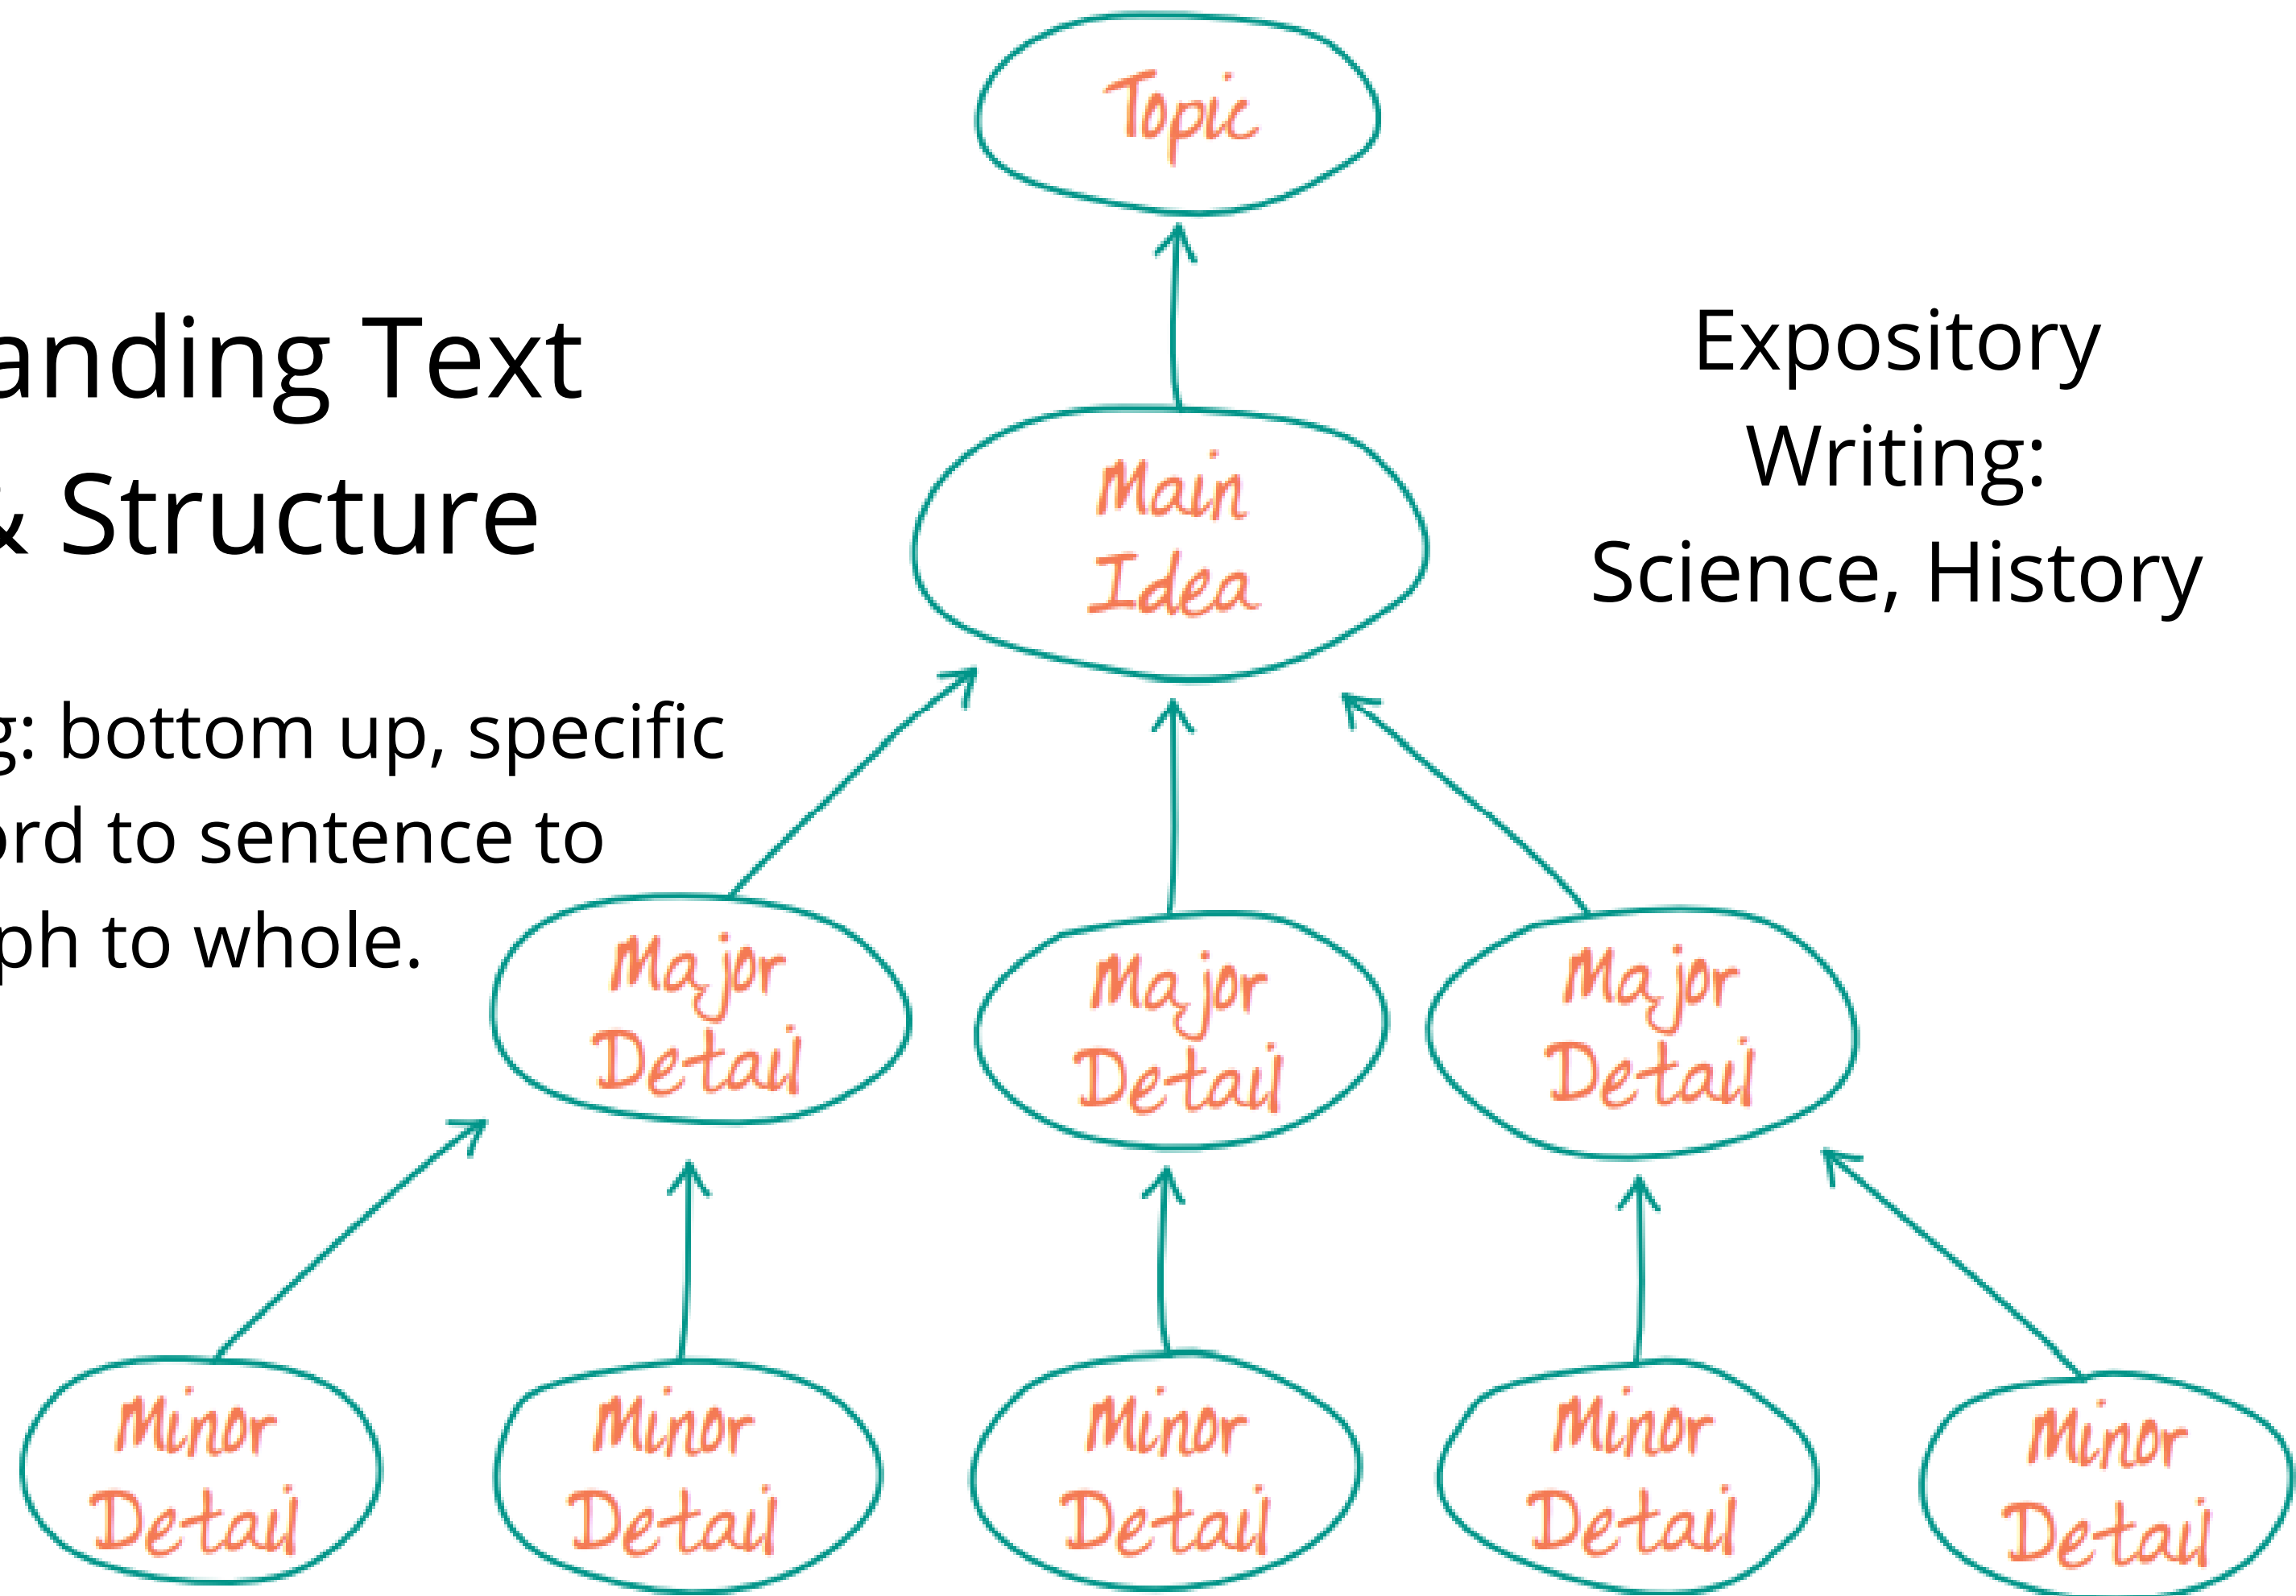 Topic
anding Text
& Structure
Expository
Writing:
Science, History
Main
Idea
g: bottom up, specific
ord to sentence to
ph to whole.
Major
Detail
Major
Detail
Major
Detail
Minor
Detail
Minor
Detail
Minor
Detail
Minor
Detail
Minor
Detail